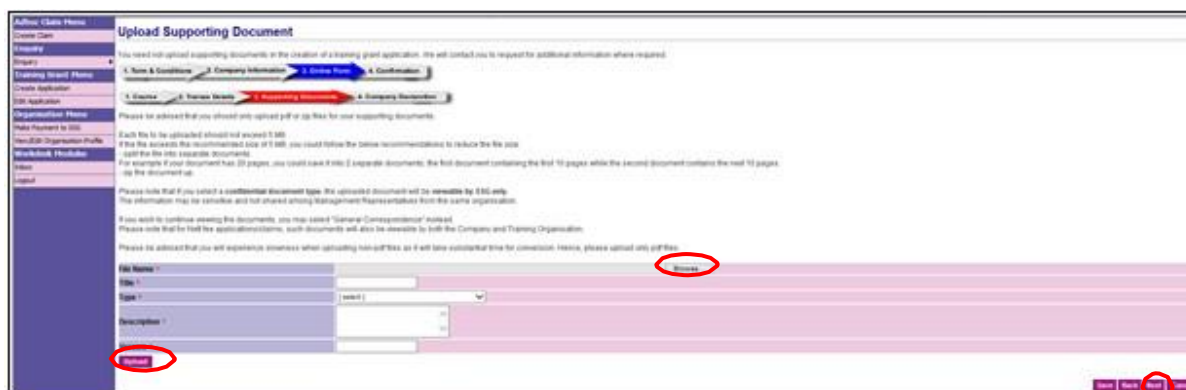 Adhoc Claim Menu
Create Claim
Enquiry
Enquiry
Training Grant Menu
Create Application
Edit Application
Organisation Menu
Make Payment to SSG
View/Edit Organisation Profile
Workdesk Modules
Inbox
Logout
Upload Supporting Document
You need not upload supporting documents in the creation of a training grant application. We will contact you to request for additional information where required.
1. Term & Conditions 2. Company Information 3. Online Form 4. Confirmation
1. Course 2. Trainee Details 3. Supporting Documents 4. Company Declaration
Please be advised that you should only upload pdf or zip files for your supporting documents.
Each file to be uploaded should not exceed 5 MB.
If the file exceeds the recommended size of 5 MB, you could follow the below recommendations to reduce the file size:
- split the file into separate documents.
For example if your document has 20 pages, you could save it into 2 separate documents, the first document containing the first 10 pages while the second document contains the next 10 pages.
- zip the document up.
Please note that if you select a confidential document type, the uploaded document will be viewable by SSG only.
The information may be sensitive and not shared among Management Representatives from the same organisation.
If you wish to continue viewing the documents, you may select "General Correspondence" instead.
Please note that for Nett fee applications/claims, such documents will also be viewable by both the Company and Training Organisation.
Please be advised that you will experience slowness when uploading non-pdf files as it will take substantial time for conversion. Hence, please upload only pdf files.
File Name * Browse...
Title *
Type * [ select ]
Description *
Upload
Save Back Next